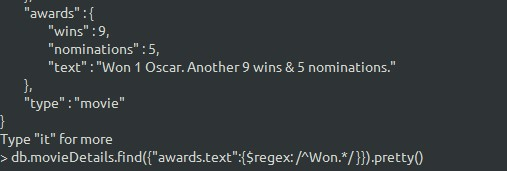 "awards" : {
"wins" : 9,
"nominations" : 5,
"text" : "Won 1 Oscar. Another 9 wins & 5 nominations."
},
"type" : "movie"
}
Type "it" for more
> db.movieDetails.find({"awards.text":{$regex: /^Won.*/ }}).pretty()